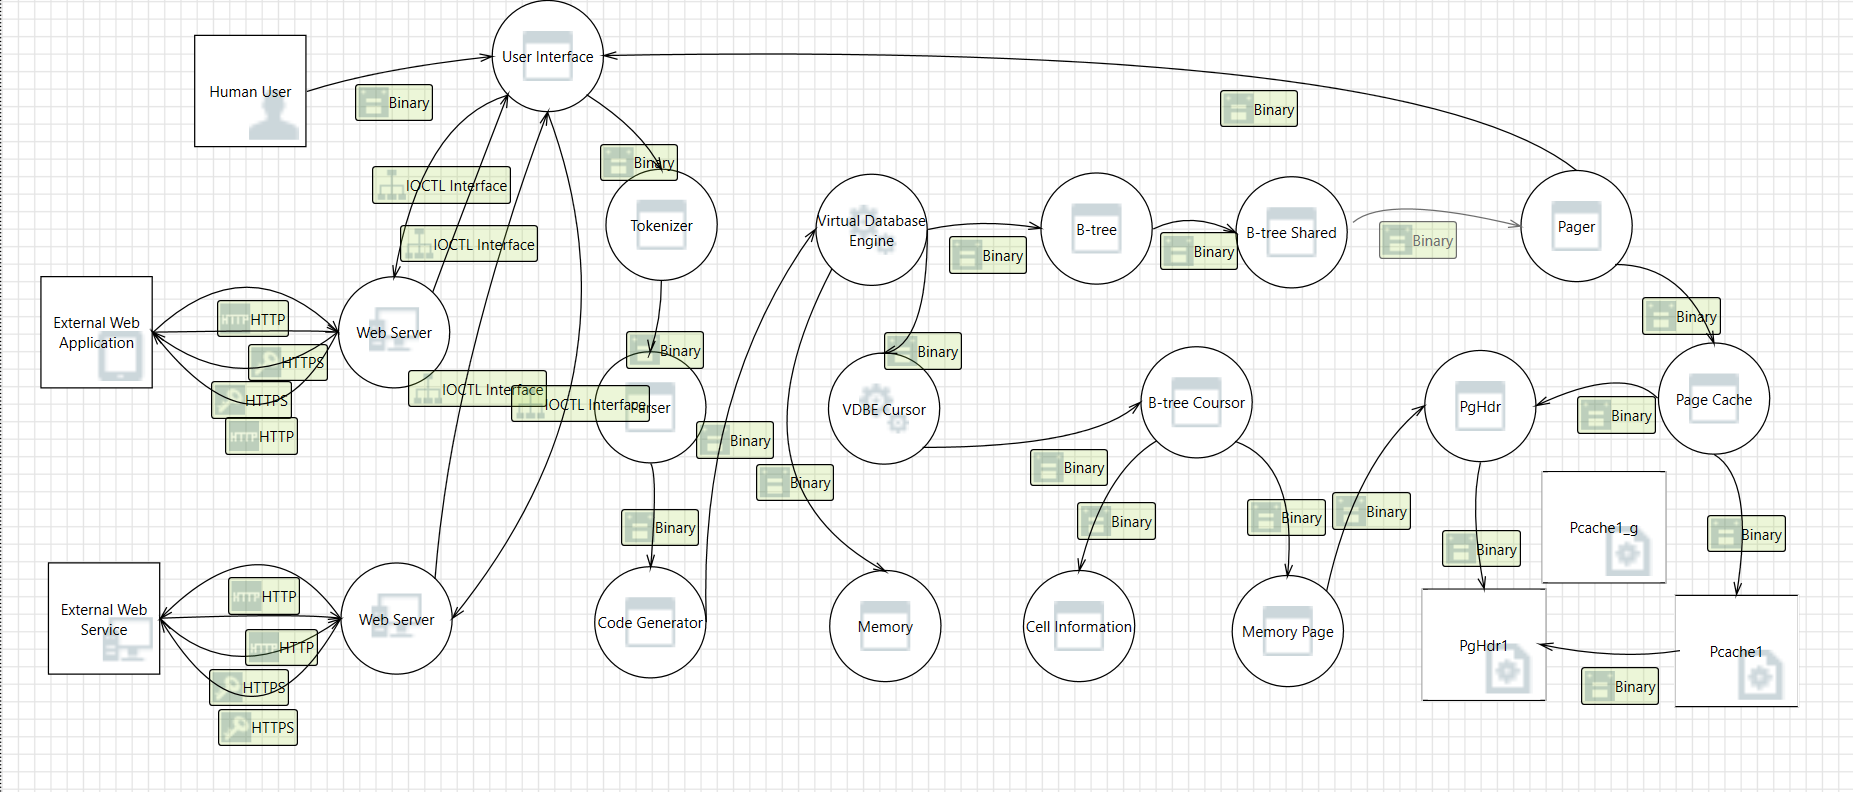 User Interface
Human User
Binary
Binary
Binary
IOCTL Interface
Tokenizer
Virtual Database
Engine
B-tree
B-tree Shared
Pager
IOCTL Interface
Binary
Binary
Binary
External Web
Application
HTTP
Web Server
HTTPS
HTTPS
HTTP
Binary
Binary
Binary
IOCTL Interface
IOCTL Interface
Parser
VDBE Cursor
B-tree Coursor
PgHdr
Page Cache
Binary
Binary
Binary
Binary
Binary
Binary
Binary
Binary
Binary
Pcache1_g
Binary
Binary
External Web
Service
HTTP
HTTP
HTTPS
HTTPS
Web Server
Code Generator
Memory
Cell Information
Memory Page
PgHdr1
Pcache1
Binary